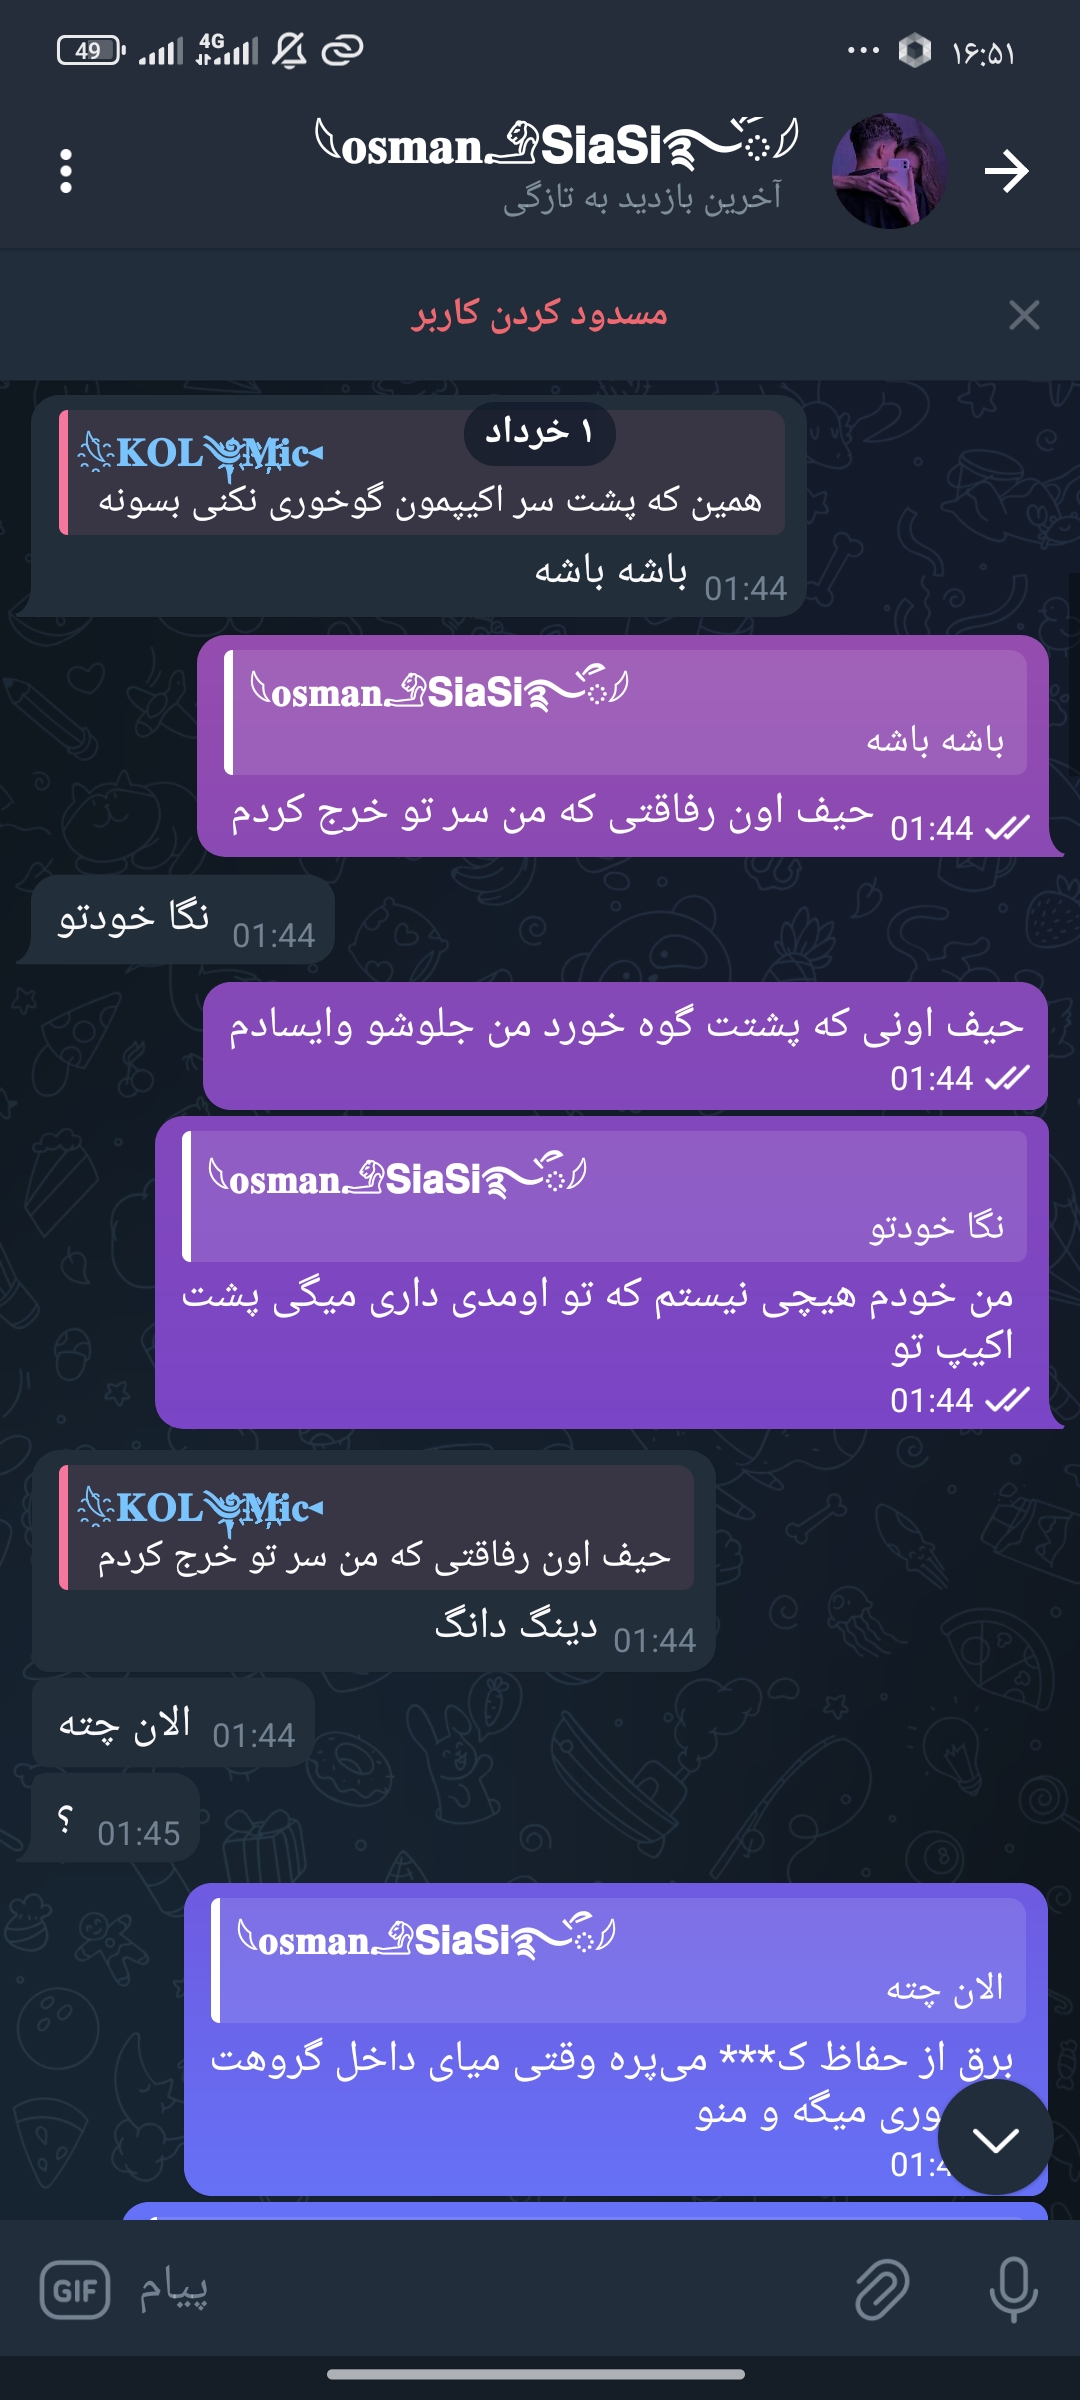 49 4G ۱۶:۵۱
osman SiaSi
آخرین بازدید به تازگی
مسدود کردن کاربر
۱ خرداد
KOL Mic
همین که پشت سر اکیپمون گوخوری نکنی بسونه
باشه باشه 01:44
osman SiaSi
باشه باشه
حیف اون رفاقتی که من سر تو خرج کردم 01:44
نگا خودتو 01:44
حیف اونی که پشتت گوه خورد من جلوشو وایسادم
01:44
osman SiaSi
نگا خودتو
من خودم هیچی نیستم که تو اومدی داری میگی پشت
اکیپ تو
01:44
KOL Mic
حیف اون رفاقتی که من سر تو خرج کردم
دینگ دانگ 01:44
الان چته 01:44
؟ 01:45
osman SiaSi
الان چته
برق از حفاظ ک*** می‌پره وقتی میای داخل گروهت
وری میگه و منو
پیام
GIF